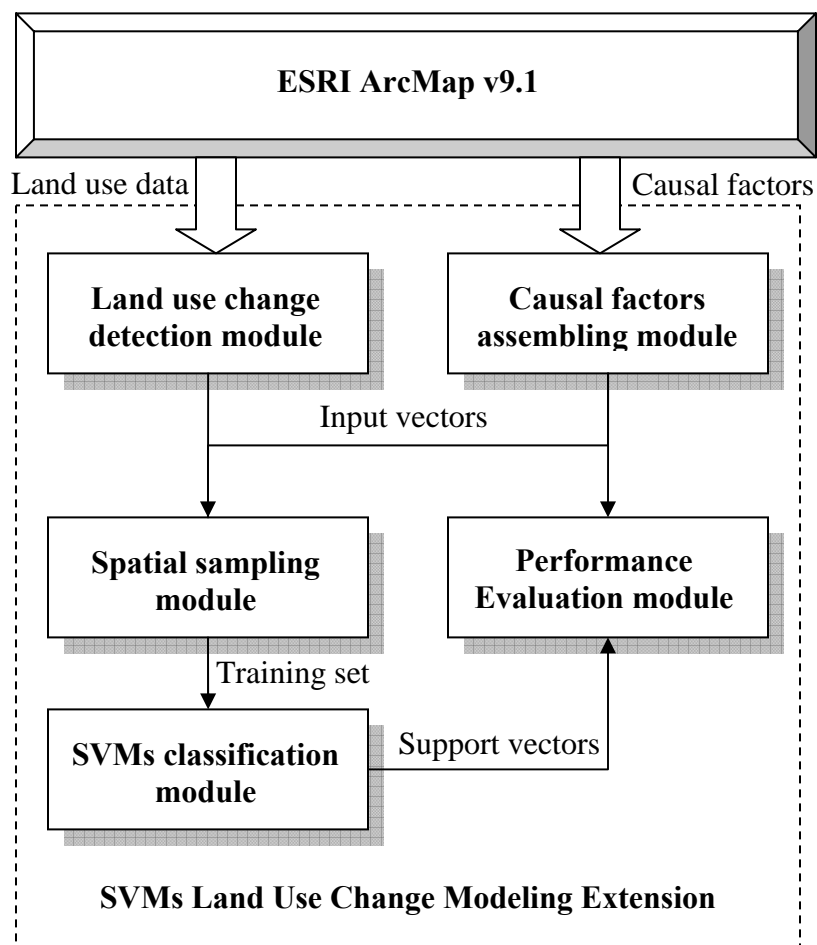 ESRI ArcMap v9.1
Land use data
Causal factors
Land use change
detection module
Causal factors
assembling module
Input vectors
Spatial sampling
module
Performance
Evaluation module
Training set
SVMs classification
module
Support vectors
SVMs Land Use Change Modeling Extension